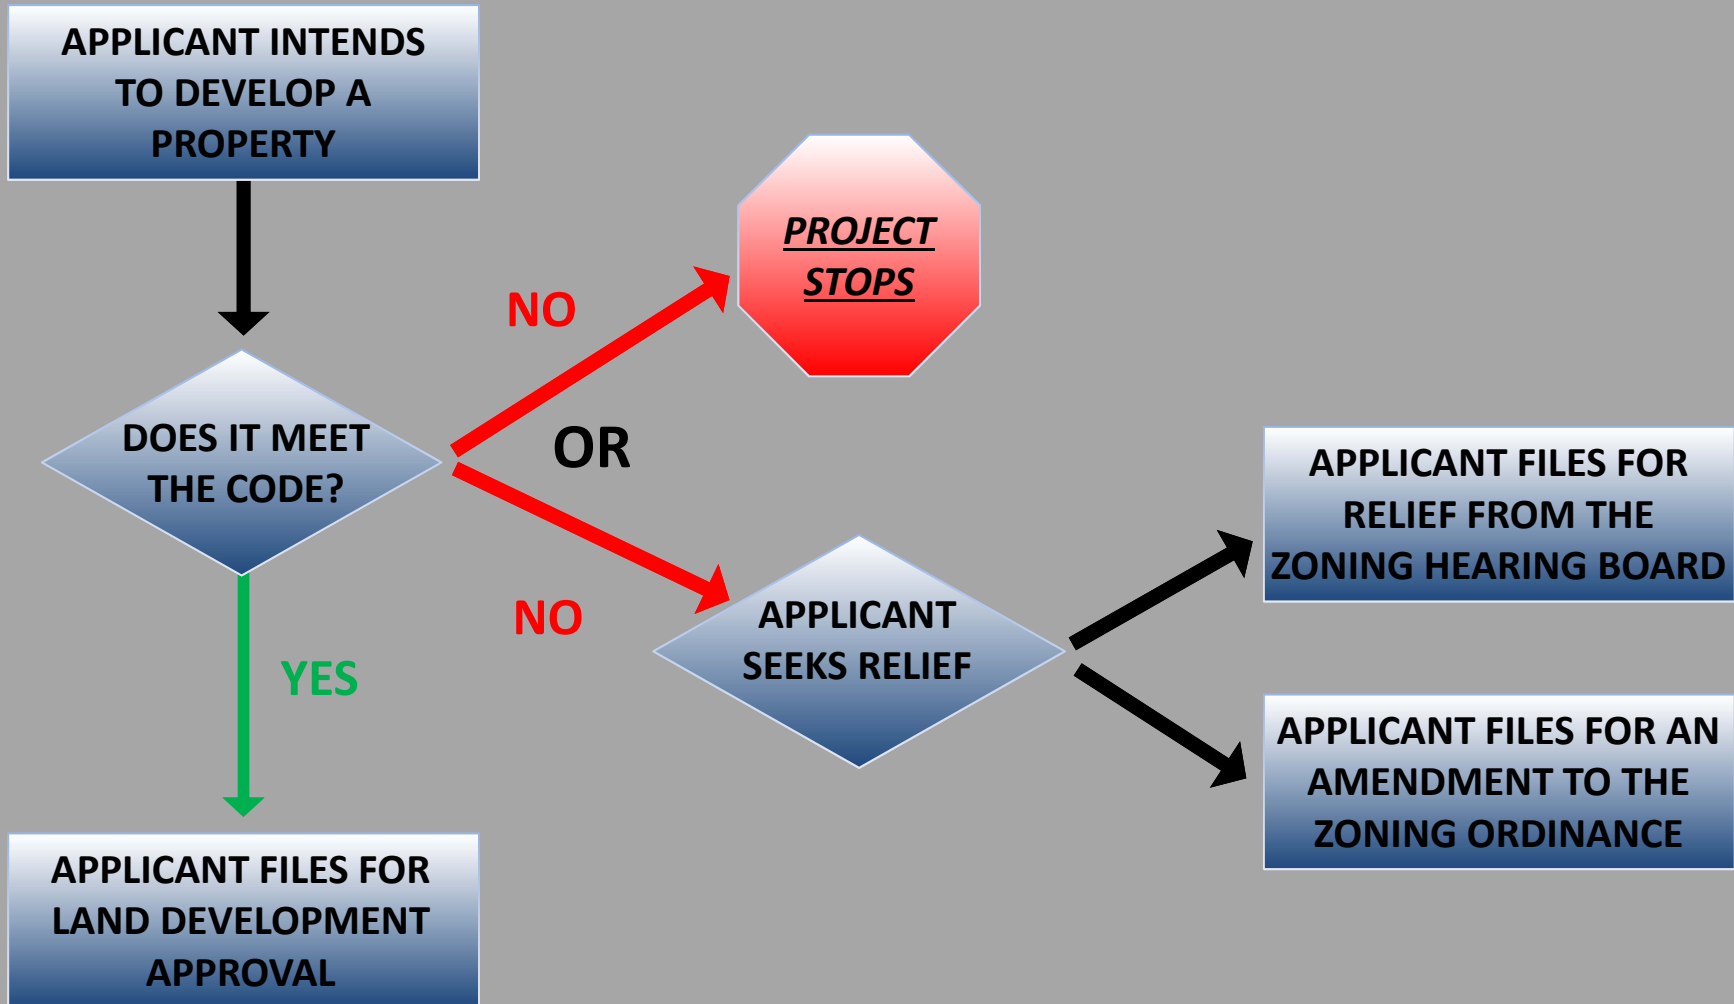 APPLICANT INTENDS
TO DEVELOP A
PROPERTY
PROJECT
STOPS
NO
OR
DOES IT MEET
THE CODE?
NO
YES
APPLICANT
SEEKS RELIEF
APPLICANT FILES FOR
RELIEF FROM THE
ZONING HEARING BOARD
APPLICANT FILES FOR AN
AMENDMENT TO THE
ZONING ORDINANCE
APPLICANT FILES FOR
LAND DEVELOPMENT
APPROVAL